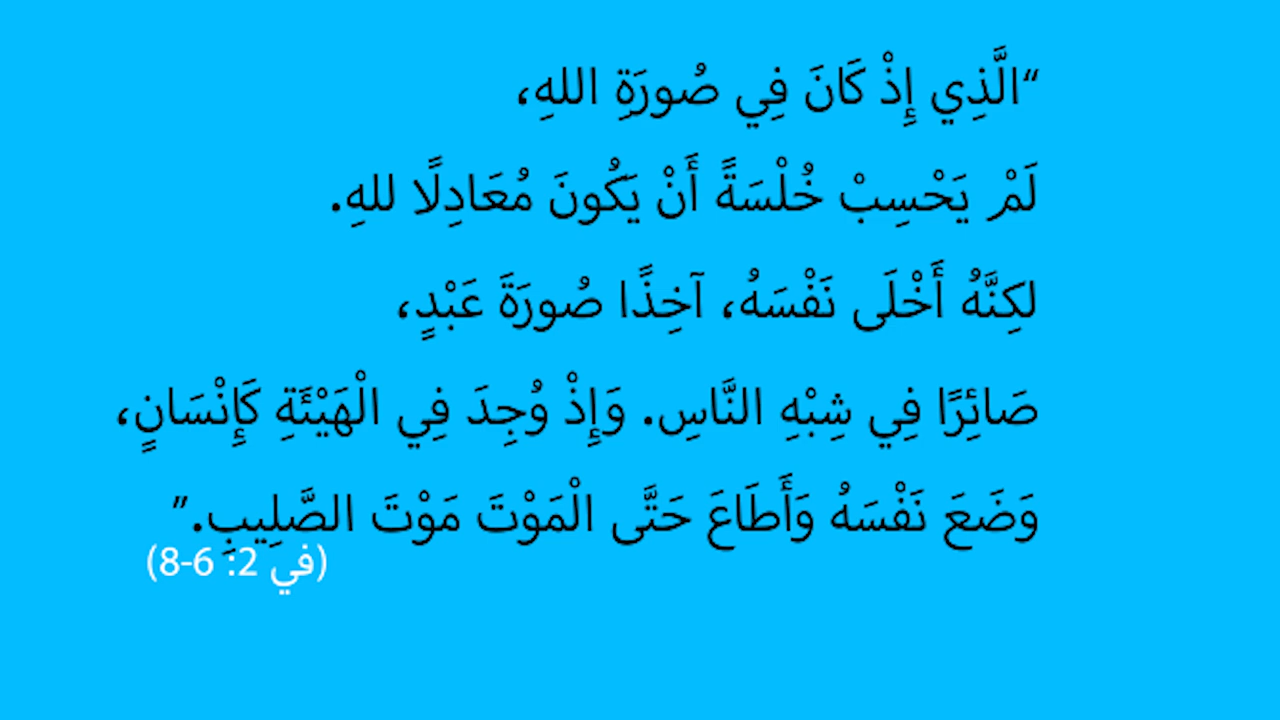 “الَّذِي إِذْ كَانَ فِي صُورَةِ اللهِ،
لَمْ يَحْسِبْ خُلْسَةً أَنْ يَكُونَ مُعَادِلًا للهِ.
لكِنَّهُ أَخْلَى نَفْسَهُ، آخِذًا صُورَةَ عَبْدٍ،
صَائِرًا فِي شِبْهِ النَّاسِ. وَإِذْ وُجِدَ فِي الْهَيْئَةِ كَإِنْسَانٍ،
وَضَعَ نَفْسَهُ وَأَطَاعَ حَتَّى الْمَوْتَ مَوْتَ الصَّلِيبِ.”
(في 2: 6-8)